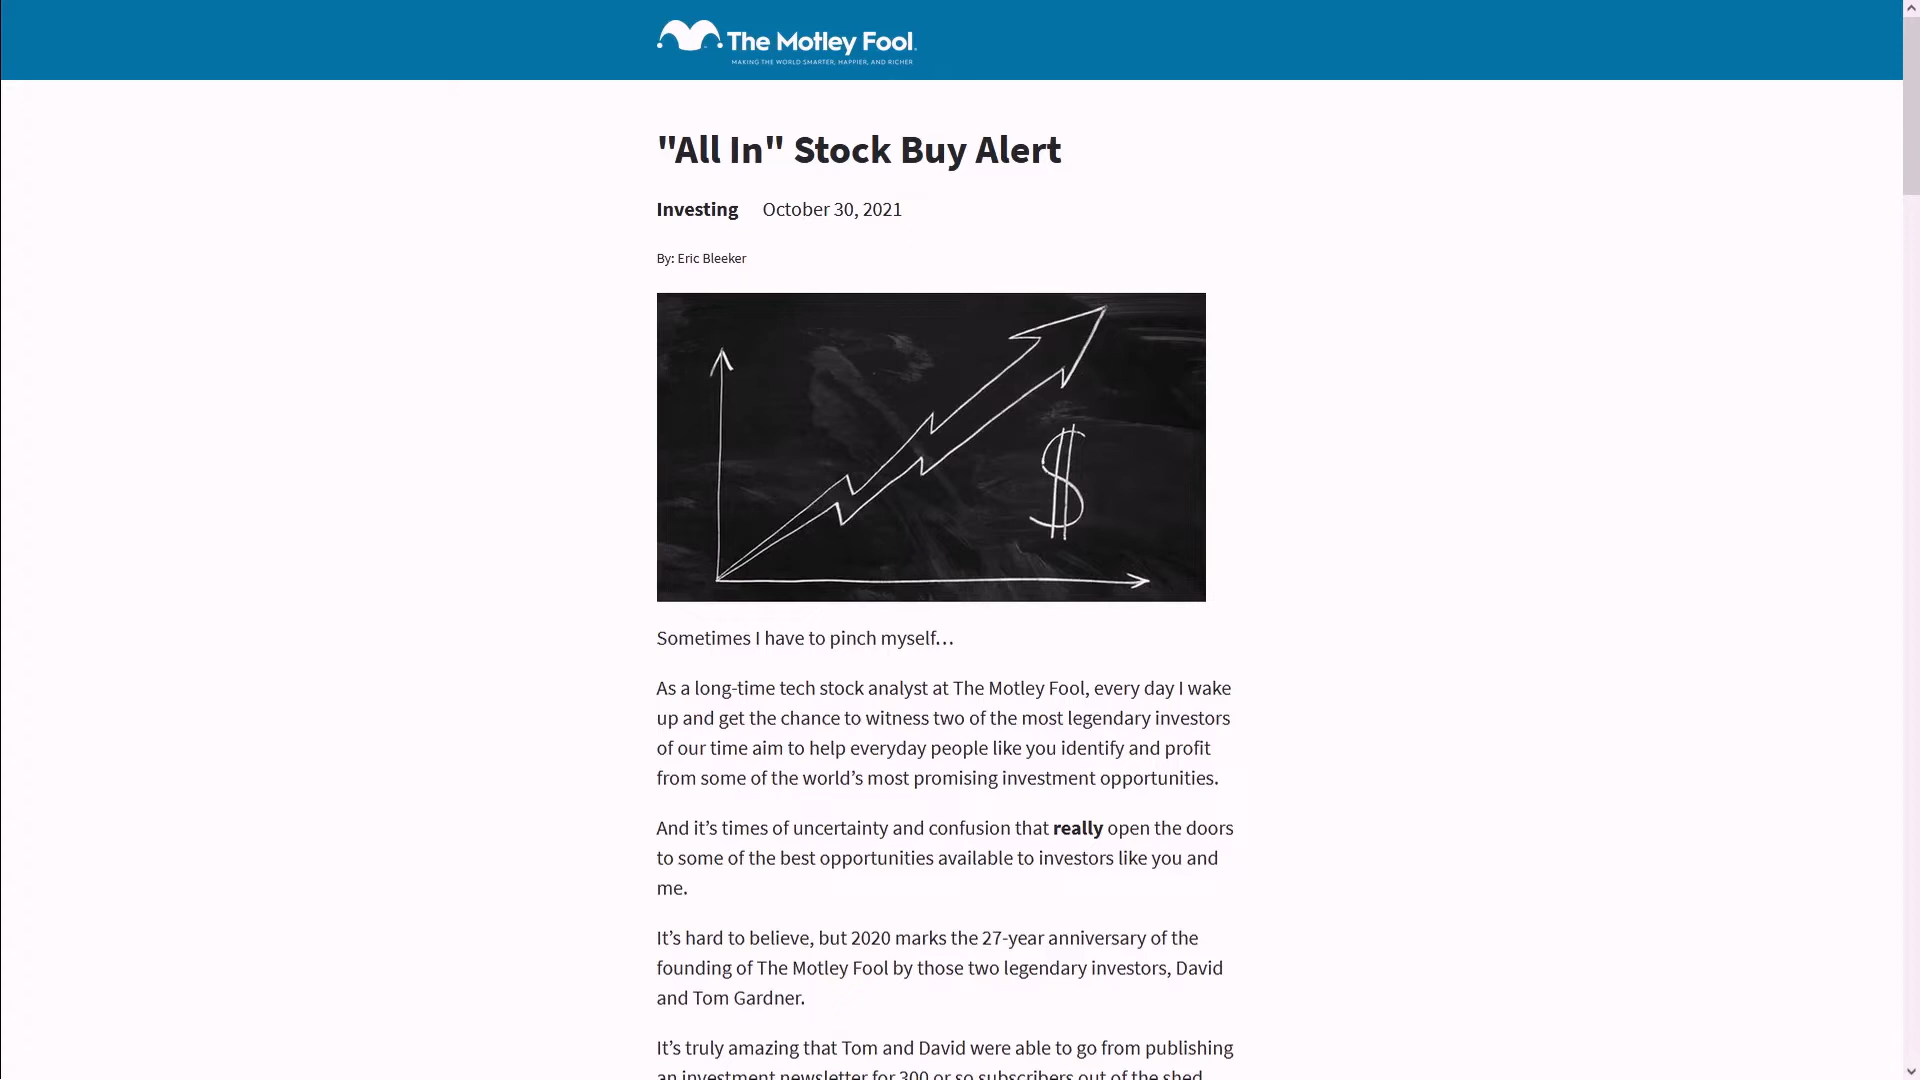 The Motley Fool.
MAKING THE WORLD SMARTER, HAPPIER, AND RICHER
"All In" Stock Buy Alert
Investing October 30, 2021
By: Eric Bleeker
$
Sometimes I have to pinch myself…
As a long-time tech stock analyst at The Motley Fool, every day I wake
up and get the chance to witness two of the most legendary investors
of our time aim to help everyday people like you identify and profit
from some of the world’s most promising investment opportunities.
And it’s times of uncertainty and confusion that really open the doors
to some of the best opportunities available to investors like you and
me.
It’s hard to believe, but 2020 marks the 27-year anniversary of the
founding of The Motley Fool by those two legendary investors, David
and Tom Gardner.
It’s truly amazing that Tom and David were able to go from publishing
an investment newsletter for 300 or so subscribers out of the shed